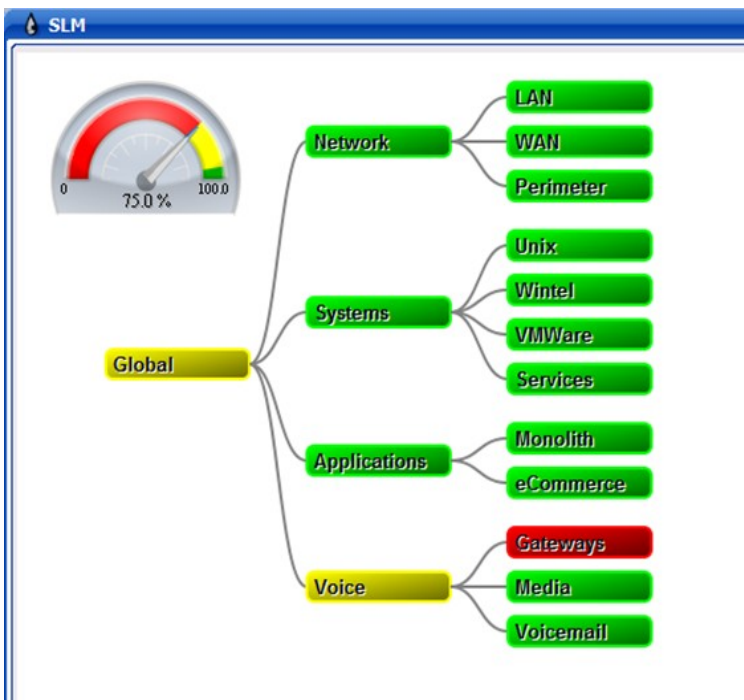 SLM
0
100.0
75.0 %
Global
Network
LAN
WAN
Perimeter
Systems
Unix
Wintel
VMWare
Services
Applications
Monolith
eCommerce
Voice
Gateways
Media
Voicemail